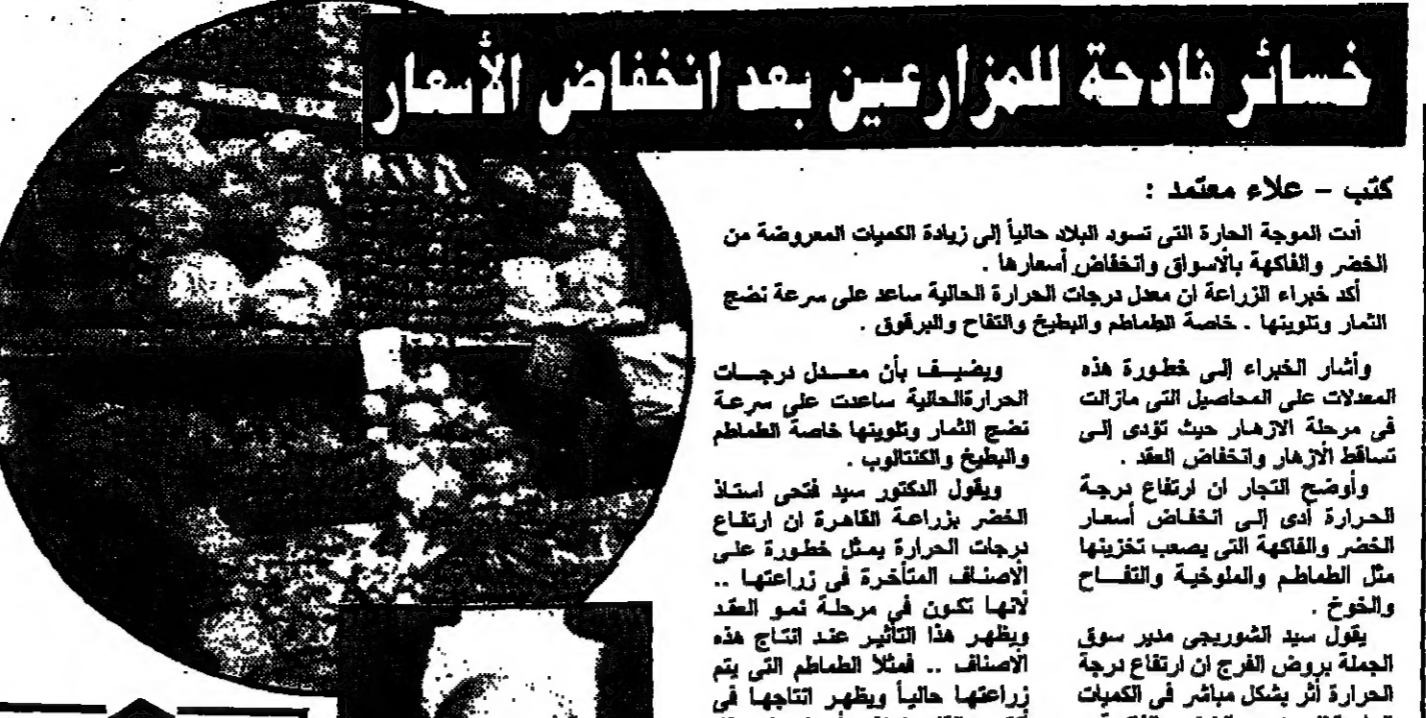 خسائر فادحة للمزارعين بعد انخفاض الأسعار
كتب – علاء معتمد :
أدت الموجة الحارة التى تسود البلاد حالياً إلى زيادة الكميات المعروضة من
الخضر والفاكهة بالأسواق وانخفاض أسعارها .
أكد خبراء الزراعة ان معدل درجات الحرارة الحالية ساعد على سرعة نضج
الثمار وتلوينها . خاصة الطماطم والبطيخ والتفاح والبرقوق .
وأشار الخبراء إلى خطورة هذه
المعدلات على المحاصيل التى مازالت
فى مرحلة الازهار حيث تؤدى إلى
تساقط الأزهار وانخفاض العقد .
وأوضح التجار ان ارتفاع درجة
الحرارة أدى إلى انخفاض أسعار
الخضر والفاكهة التى يصعب تخزينها
مثل الطماطم والملوخية والتفاح
والخوخ .
يقول سيد الشوربجى مدير سوق
الجملة بروض الفرج ان ارتفاع درجة
الحرارة أثر بشكل مباشر فى الكميات
ويضيف بأن معدل درجات
الحرارةالحالية ساعدت على سرعة
نضج الثمار وتلوينها خاصة الطماطم
والبطيخ والكنتالوب .
ويقول الدكتور سيد فتحى استاذ
الخضر بزراعة القاهرة ان ارتفاع
درجات الحرارة يمثل خطورة على
الأصناف المتأخرة فى زراعتها ..
لأنها تكون في مرحلة نمو العقد
ويظهر هذا التأثير عند انتاج هذه
الاصناف .. فمثلاً الطماطم التى يتم
زراعتها حالياً ويظهر انتاجها فى